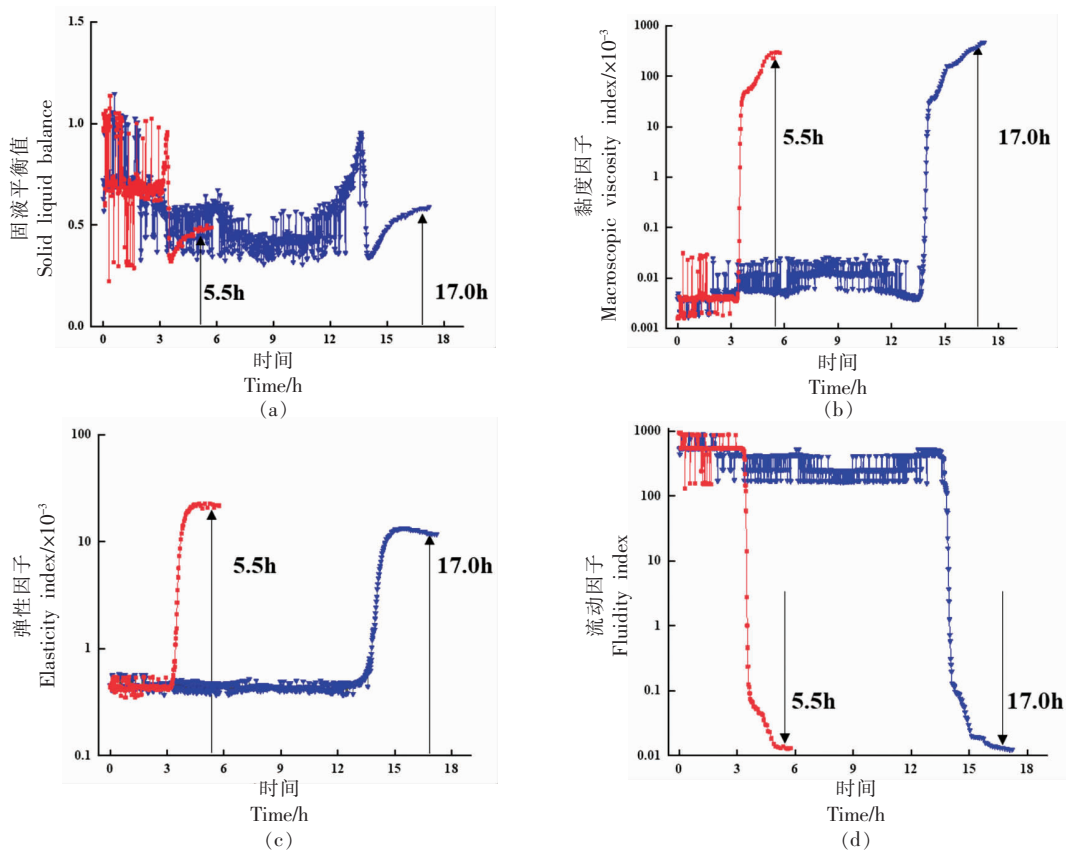 1.5
1.0
0.5
0.0
固液平衡值
Solid liquid balance
5.5h
17.0h
0 3 6 9 12 15 18
时间
Time/h
(a)
1000
100
10
1
0.1
0.01
0.001
黏度因子
Macroscopic viscosity index/×10⁻³
5.5h
17.0h
0 3 6 9 12 15 18
时间
Time/h
(b)
100
10
1
0.1
弹性因子
Elasticity index/×10⁻³
5.5h
17.0h
0 3 6 9 12 15 18
时间
Time/h
(c)
1000
100
10
1
0.1
0.01
流动因子
Fluidity index
5.5h
17.0h
0 3 6 9 12 15 18
时间
Time/h
(d)